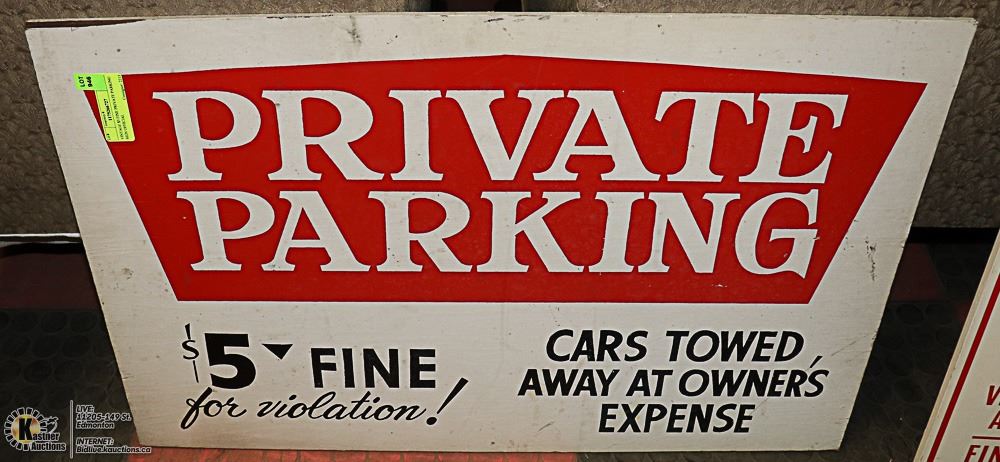 PRIVATE
PARKING
$5 FINE
for violation!
CARS TOWED
AWAY AT OWNER'S
EXPENSE
LOT
946
Kastner
Auctions
LIVE:
11205-149 St.
Edmonton
INTERNET:
Bidlive.kauctions.ca